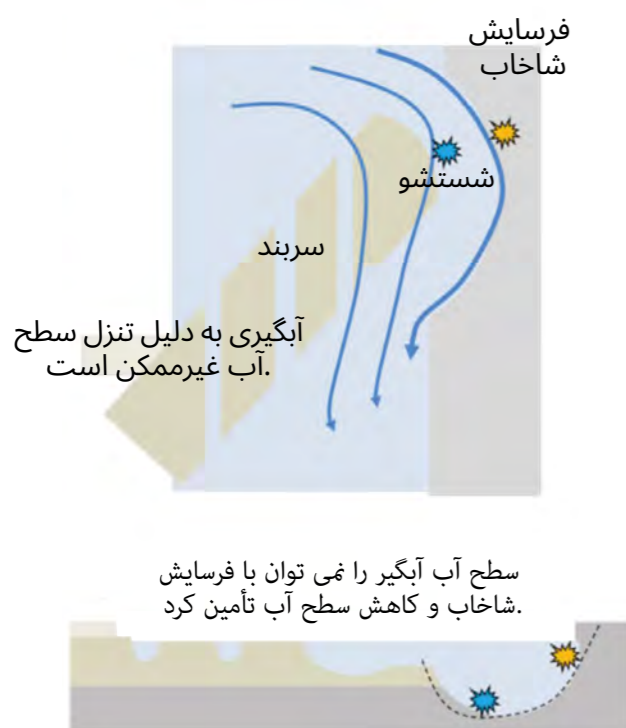 فرسایش
شاخاب
شستشو
سربند
آبگیری به دلیل تنزل سطح
آب غیرممکن است.
سطح آب آبگیر را نمی توان با فرسایش
شاخاب و کاهش سطح آب تأمین کرد.